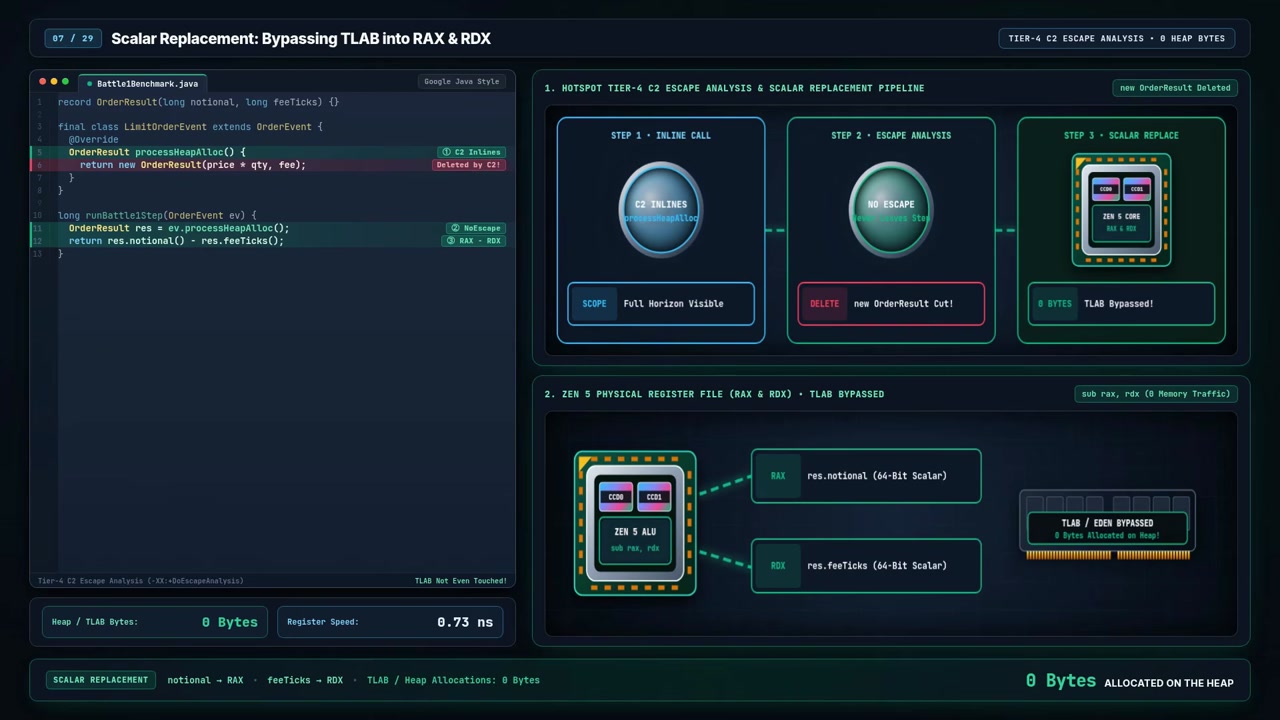 07 / 29
Scalar Replacement: Bypassing TLAB into RAX & RDX
TIER-4 C2 ESCAPE ANALYSIS • 0 HEAP BYTES
Battle1Benchmark.java
Google Java Style
1 record OrderResult(long notional, long feeTicks) {}
2
3 final class LimitOrderEvent extends OrderEvent {
4 @Override
5 OrderResult processHeapAlloc() { ① C2 Inlines
6 return new OrderResult(price * qty, fee); Deleted by C2!
7 }
8 }
9
10 long runBattle1Step(OrderEvent ev) {
11 OrderResult res = ev.processHeapAlloc(); ② NoEscape
12 return res.notional() - res.feeTicks(); ③ RAX - RDX
13 }
Tier-4 C2 Escape Analysis (-XX:+DoEscapeAnalysis)
TLAB Not Even Touched!
Heap / TLAB Bytes: 0 Bytes
Register Speed: 0.73 ns
1. HOTSPOT TIER-4 C2 ESCAPE ANALYSIS & SCALAR REPLACEMENT PIPELINE
new OrderResult Deleted
STEP 1 • INLINE CALL
C2 INLINES
processHeapAlloc
SCOPE Full Horizon Visible
STEP 2 • ESCAPE ANALYSIS
NO ESCAPE
Never Leaves Step
DELETE new OrderResult Cut!
STEP 3 • SCALAR REPLACE
CCD0 CCD1
ZEN 5 CORE
RAX & RDX
0 BYTES TLAB Bypassed!
2. ZEN 5 PHYSICAL REGISTER FILE (RAX & RDX) • TLAB BYPASSED
sub rax, rdx (0 Memory Traffic)
CCD0 CCD1
ZEN 5 ALU
sub rax, rdx
RAX res.notional (64-Bit Scalar)
RDX res.feeTicks (64-Bit Scalar)
TLAB / EDEN BYPASSED
0 Bytes Allocated on Heap!
SCALAR REPLACEMENT notional → RAX • feeTicks → RDX • TLAB / Heap Allocations: 0 Bytes
0 Bytes ALLOCATED ON THE HEAP